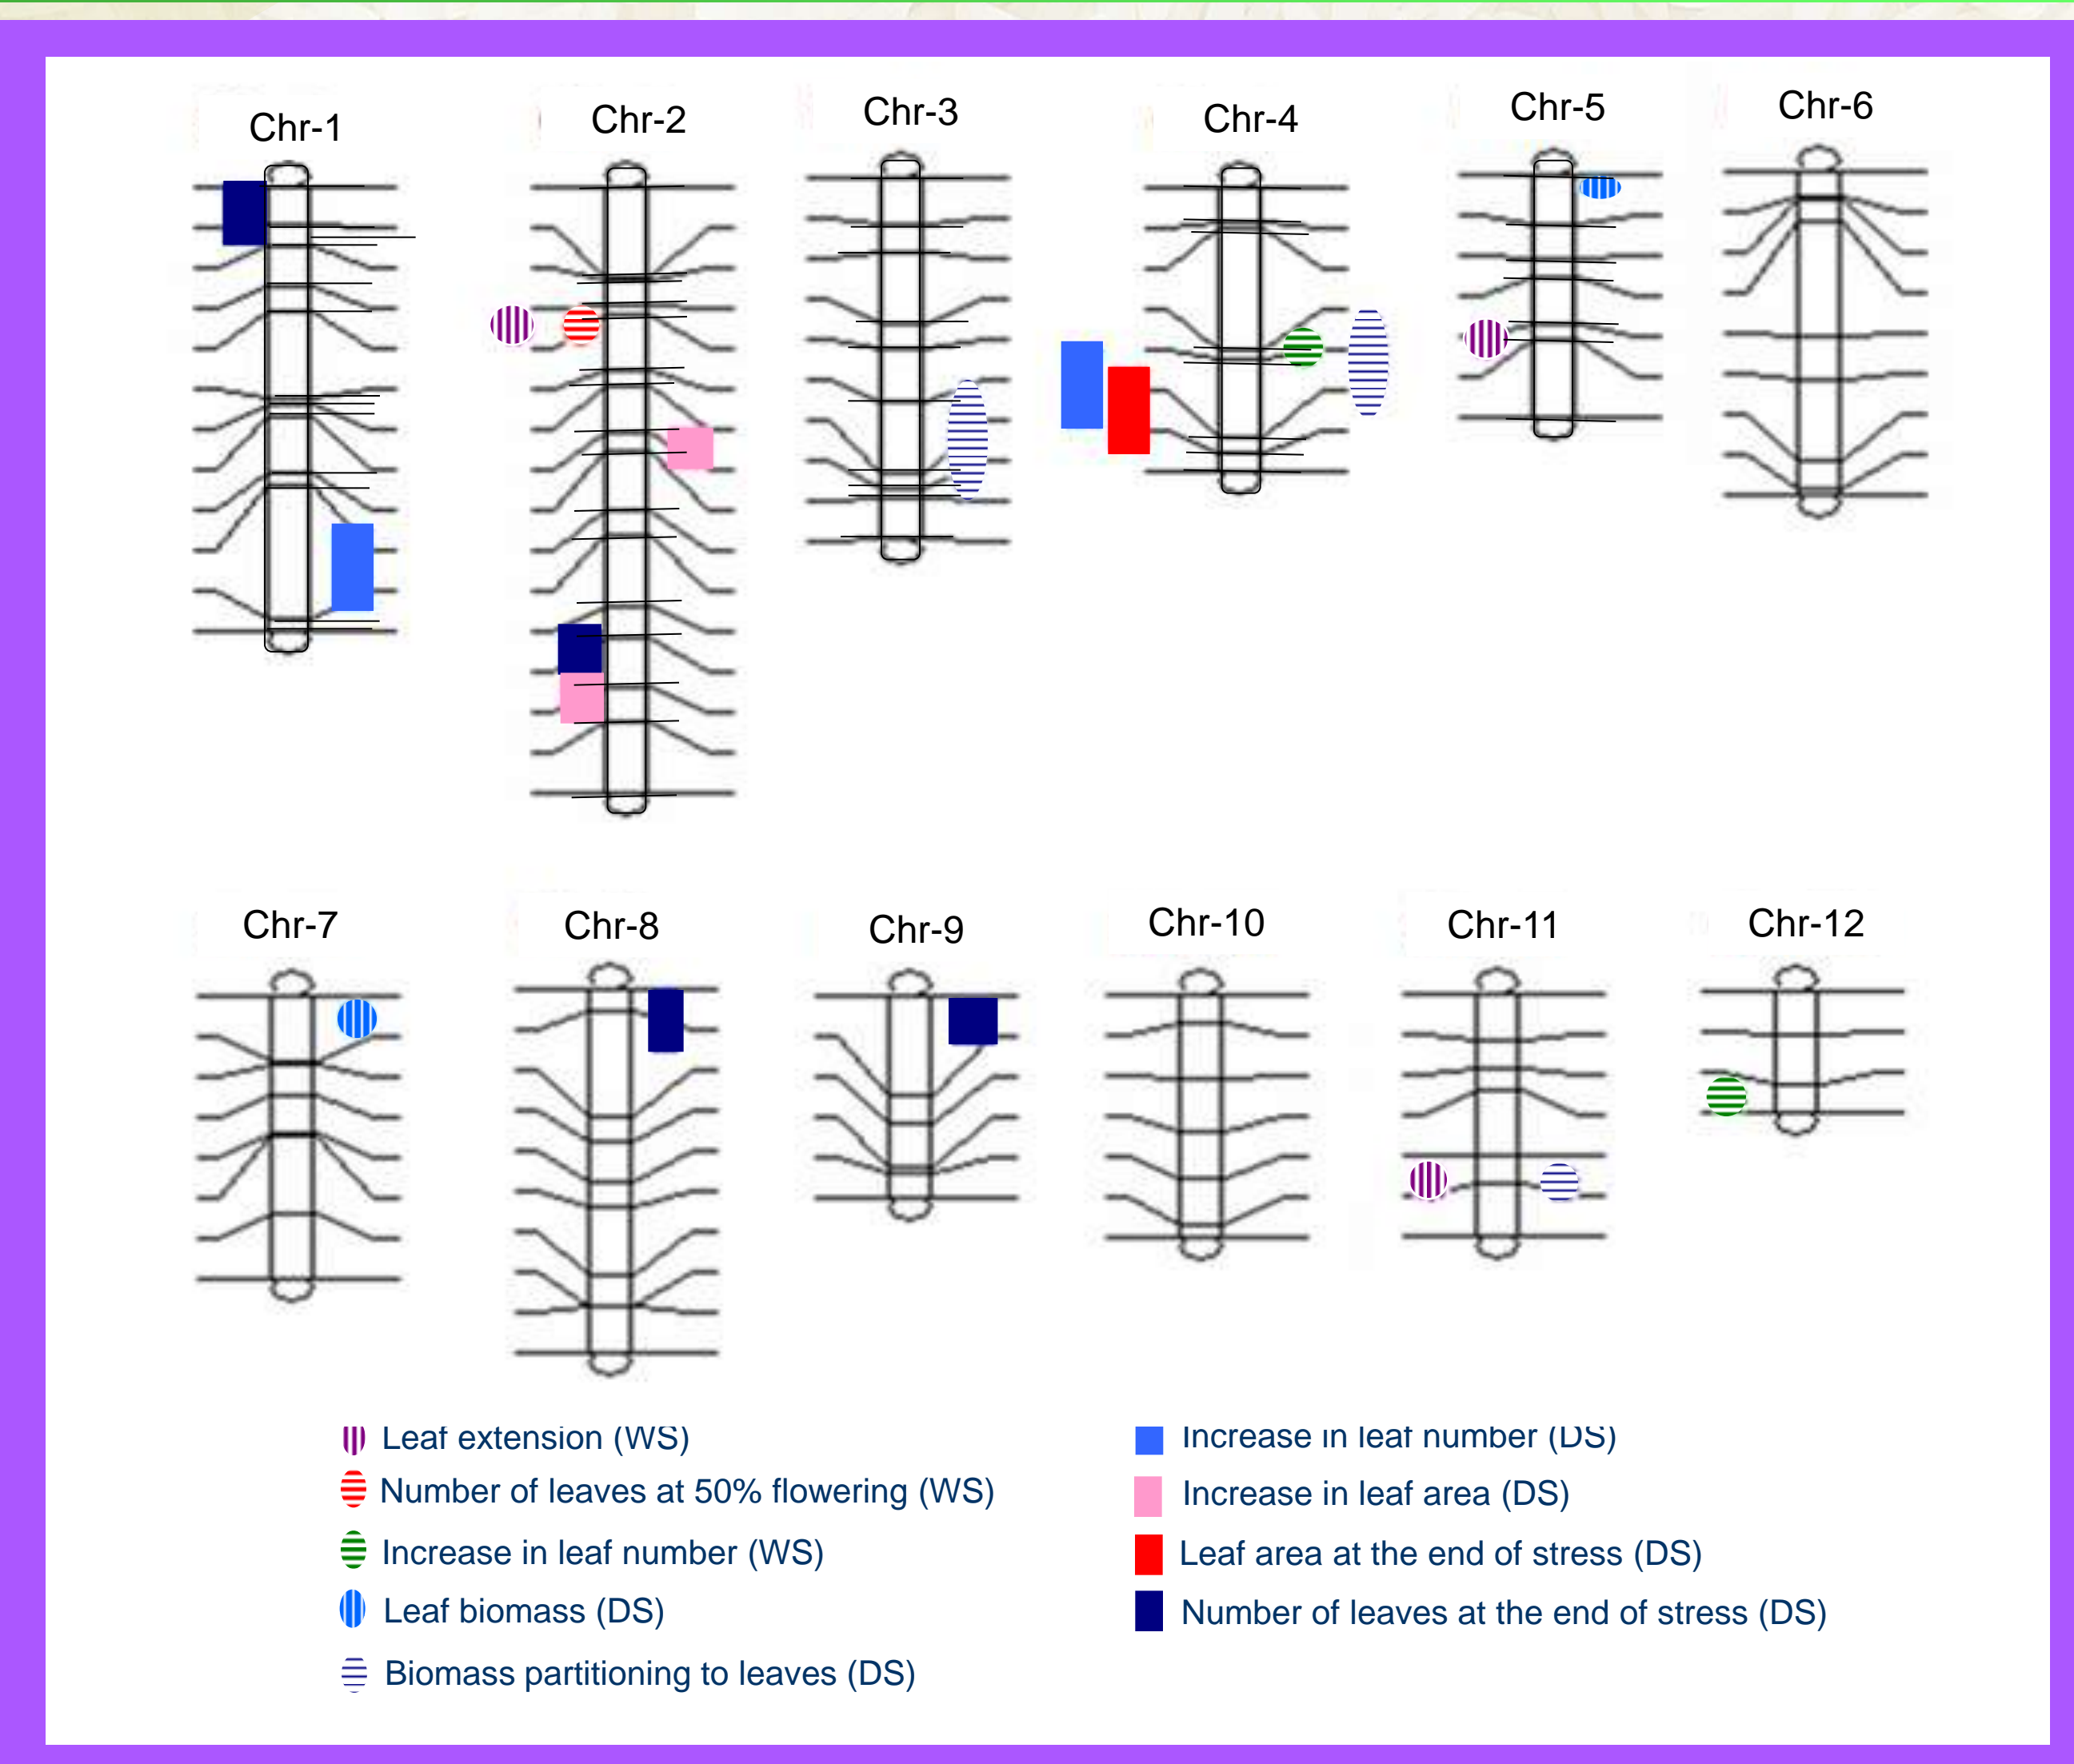 Chr-1
Chr-2
Chr-3
Chr-4
Chr-5
Chr-6
Chr-7
Chr-8
Chr-9
Chr-10
Chr-11
Chr-12
Leaf extension (WS)
Number of leaves at 50% flowering (WS)
Increase in leaf number (WS)
Leaf biomass (DS)
Biomass partitioning to leaves (DS)
Increase in leaf number (DS)
Increase in leaf area (DS)
Leaf area at the end of stress (DS)
Number of leaves at the end of stress (DS)